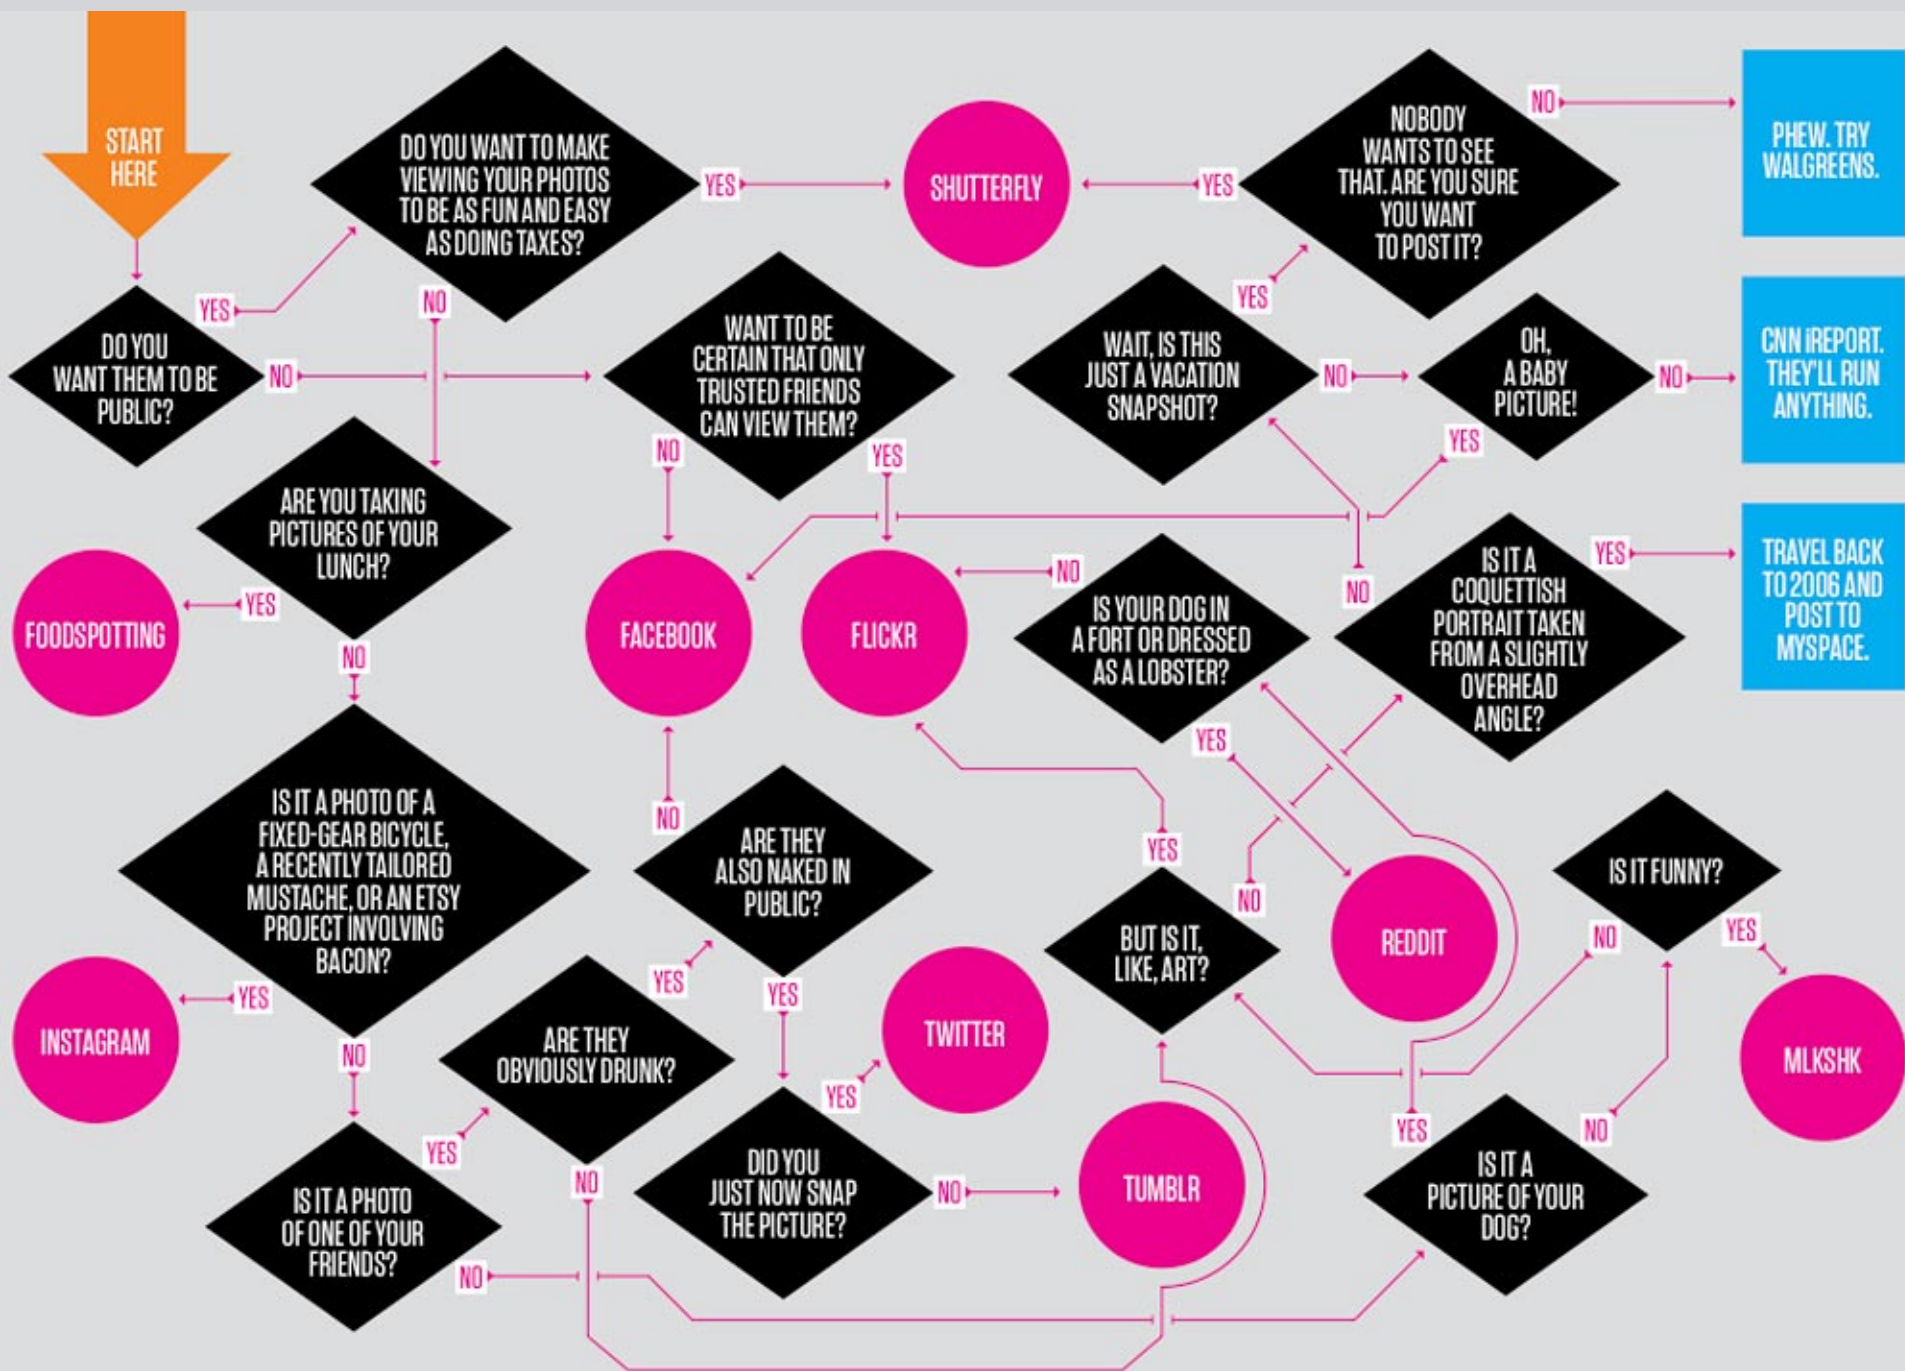 START
HERE
DO YOU WANT TO MAKE
VIEWING YOUR PHOTOS
TO BE AS FUN AND EASY
AS DOING TAXES?
YES
SHUTTERFLY
YES
NOBODY
WANTS TO SEE
THAT. ARE YOU SURE
YOU WANT
TO POST IT?
NO
PHEW. TRY
WALGREENS.
DO YOU
WANT THEM TO BE
PUBLIC?
YES
NO
NO
WANT TO BE
CERTAIN THAT ONLY
TRUSTED FRIENDS
CAN VIEW THEM?
NO
YES
WAIT, IS THIS
JUST A VACATION
SNAPSHOT?
YES
NO
OH,
A BABY
PICTURE!
NO
YES
CNN iREPORT.
THEY'LL RUN
ANYTHING.
ARE YOU TAKING
PICTURES OF YOUR
LUNCH?
YES
FOODSPOTTING
NO
FACEBOOK
FLICKR
NO
IS YOUR DOG IN
A FORT OR DRESSED
AS A LOBSTER?
YES
NO
IS IT A
COQUETTISH
PORTRAIT TAKEN
FROM A SLIGHTLY
OVERHEAD
ANGLE?
YES
TRAVEL BACK
TO 2006 AND
POST TO
MYSPACE.
IS IT A PHOTO OF A
FIXED-GEAR BICYCLE,
A RECENTLY TAILORED
MUSTACHE, OR AN ETSY
PROJECT INVOLVING
BACON?
YES
INSTAGRAM
NO
NO
ARE THEY
ALSO NAKED IN
PUBLIC?
YES
YES
BUT IS IT,
LIKE, ART?
NO
REDDIT
IS IT FUNNY?
NO
YES
MLKSHK
ARE THEY
OBVIOUSLY DRUNK?
YES
NO
TWITTER
YES
DID YOU
JUST NOW SNAP
THE PICTURE?
NO
TUMBLR
IS IT A PHOTO
OF ONE OF YOUR
FRIENDS?
YES
NO
YES
NO
IS IT A
PICTURE OF YOUR
DOG?